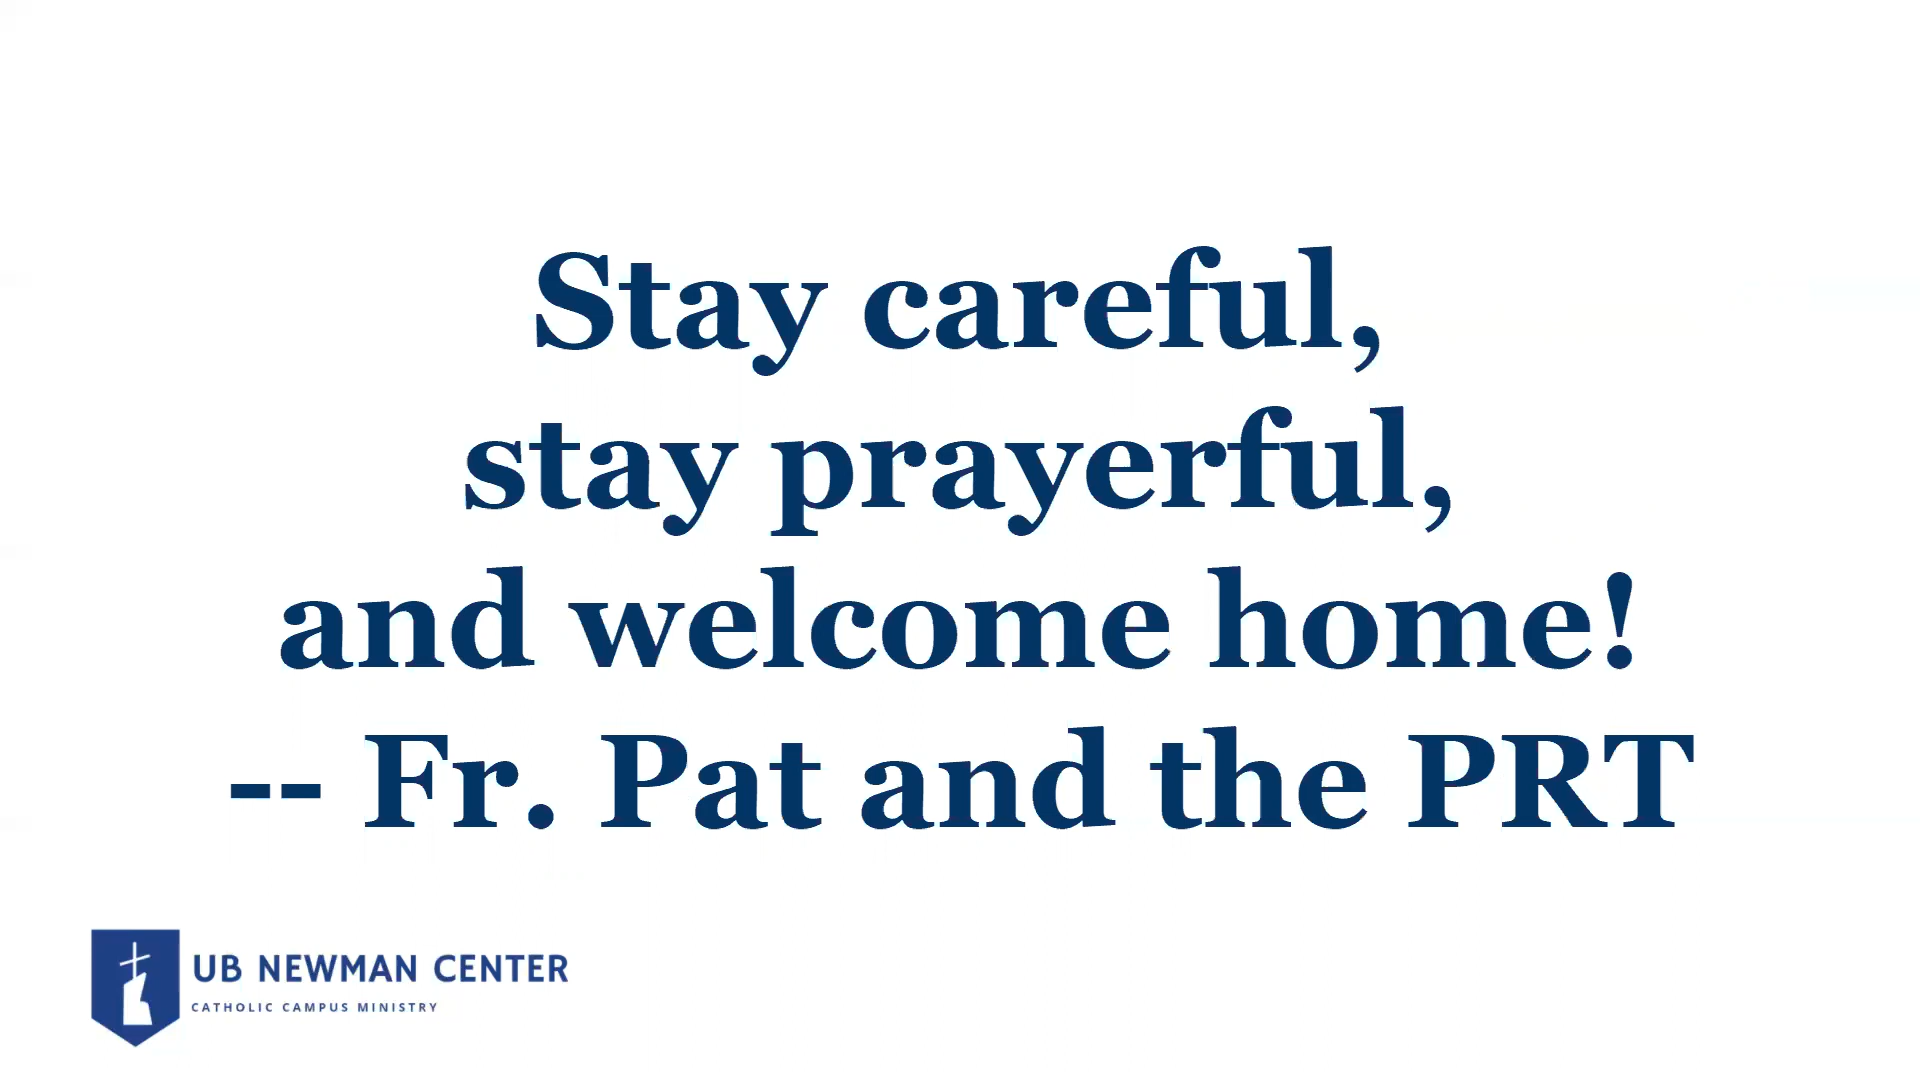 Stay careful,
stay prayerful,
and welcome home!
-- Fr. Pat and the PRT
UB NEWMAN CENTER
CATHOLIC CAMPUS MINISTRY